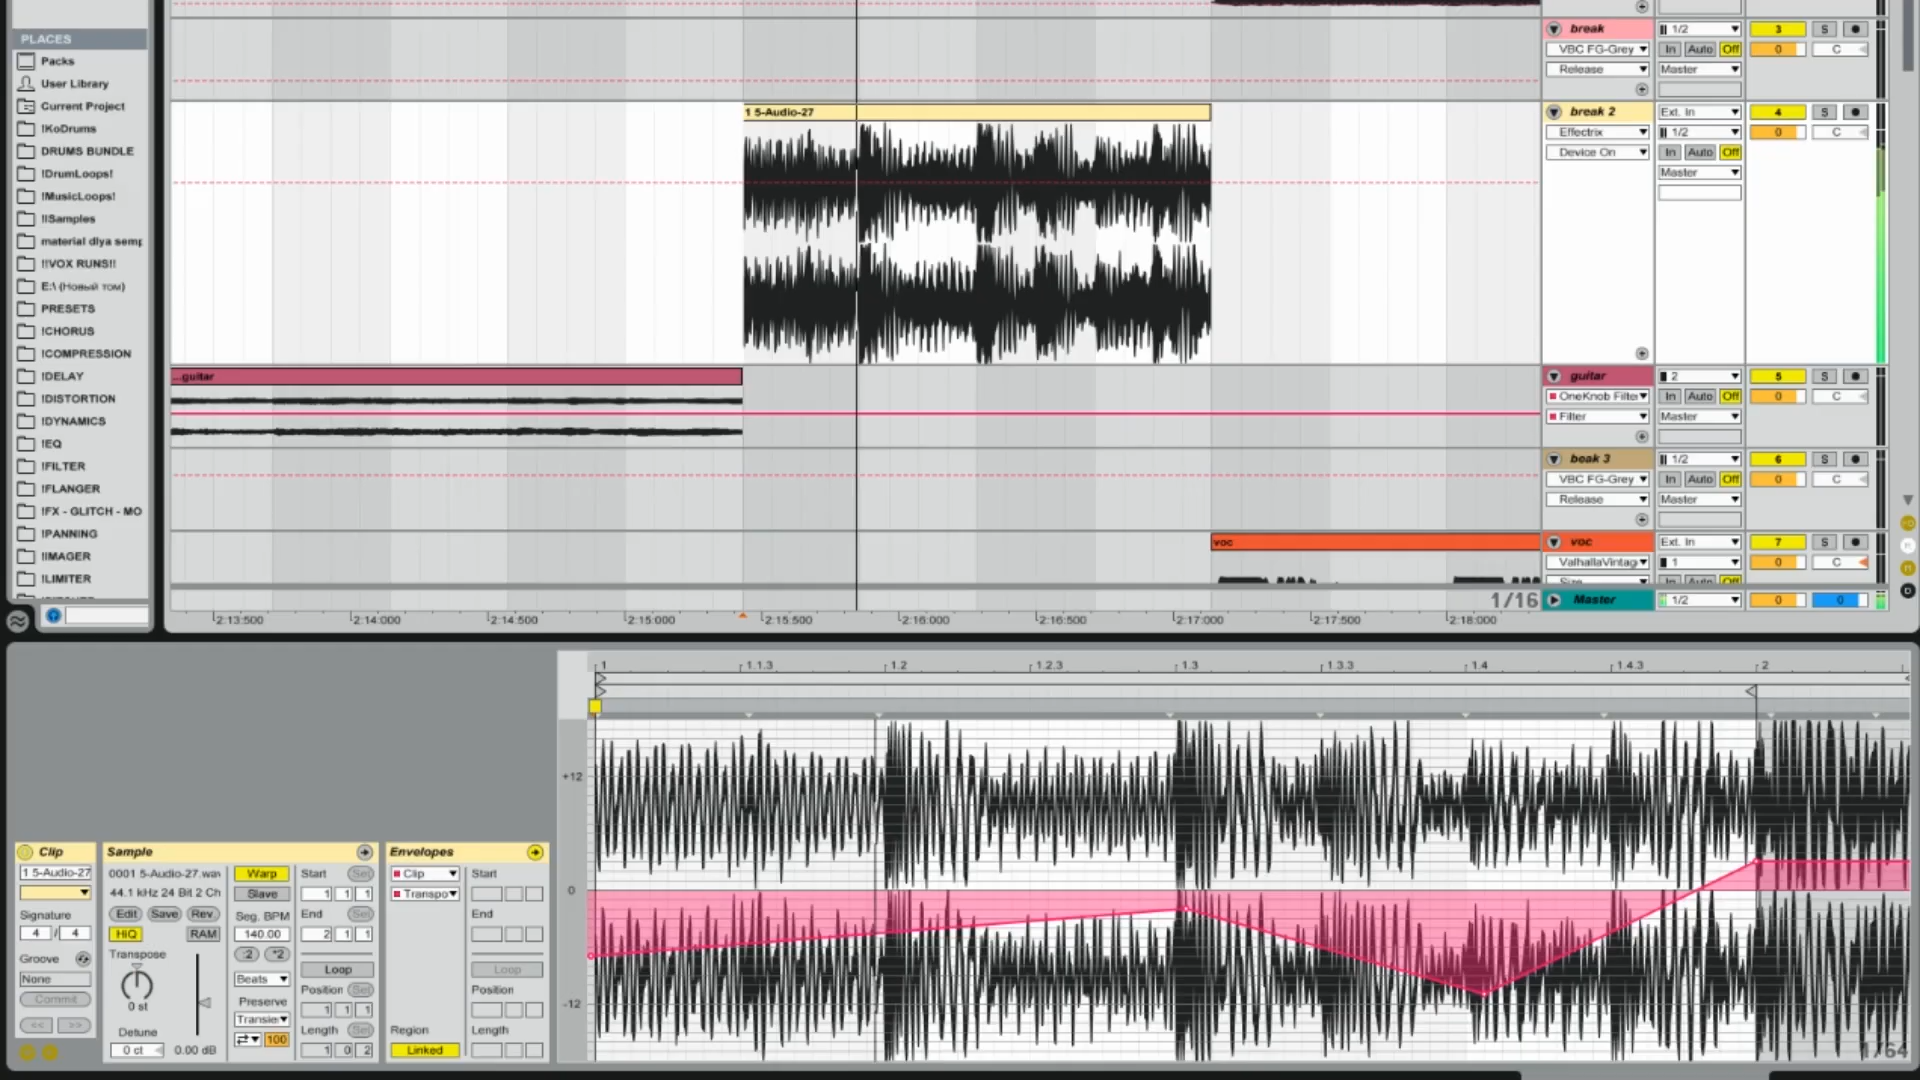 PLACES
Packs
User Library
Current Project
!KoDrums
DRUMS BUNDLE
!DrumLoops!
!MusicLoops!
!!Samples
material dlya semp
!!VOX RUNS!!
E:\ (Новый том)
PRESETS
!CHORUS
!COMPRESSION
!DELAY
!DISTORTION
!DYNAMICS
!EQ
!FILTER
!FLANGER
!FX - GLITCH - MO
!PANNING
!IMAGER
!LIMITER
1 5-Audio-27
...guitar
voc
1/16
2:13:500 2:14:000 2:14:500 2:15:000 2:15:500 2:16:000 2:16:500 2:17:000 2:17:500 2:18:000
break 1/2 3 S
VBC FG-Grey In Auto Off 0 C
Release Master
break 2 Ext. In 4 S
Effectrix 1/2 0 C
Device On In Auto Off
Master
guitar 2 5 S
OneKnob Filte In Auto Off 0 C
Filter Master
beak 3 1/2 6 S
VBC FG-Grey In Auto Off 0 C
Release Master
voc Ext. In 7 S
ValhallaVintag 1 0 C
Size In Auto Off
Master 1/2 0 0
Clip
1 5-Audio-27
Signature
4 / 4
Groove
None
Commit
<< >>
Sample
0001 5-Audio-27.wav
44.1 kHz 24 Bit 2 Ch
Edit Save Rev.
HiQ RAM
Transpose
0 st
Detune
0 ct 0.00 dB
Warp
Slave
Seg. BPM
140.00
:2 *2
Beats
Preserve
Transie
100
Start Set
1 1 1
End Set
2 1 1
Loop
Position Set
1 1 1
Length Set
1 0 2
Envelopes
Clip
Transpo
Region
Linked
Start
End
Loop
Position
Length
1 1.1.3 1.2 1.2.3 1.3 1.3.3 1.4 1.4.3 2
+12
0
-12
1/64